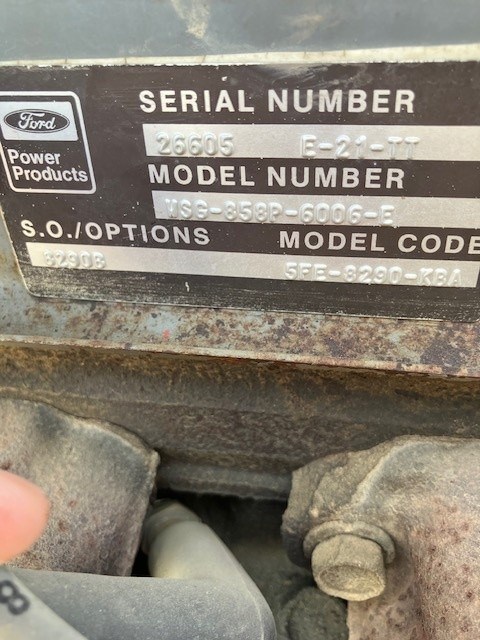 SERIAL NUMBER
Ford
Power
Products
26605 E-21-TT
MODEL NUMBER
WSG-858P-6006-E
S.O./OPTIONS MODEL CODE
8290B 5FE-8290-KBA
8